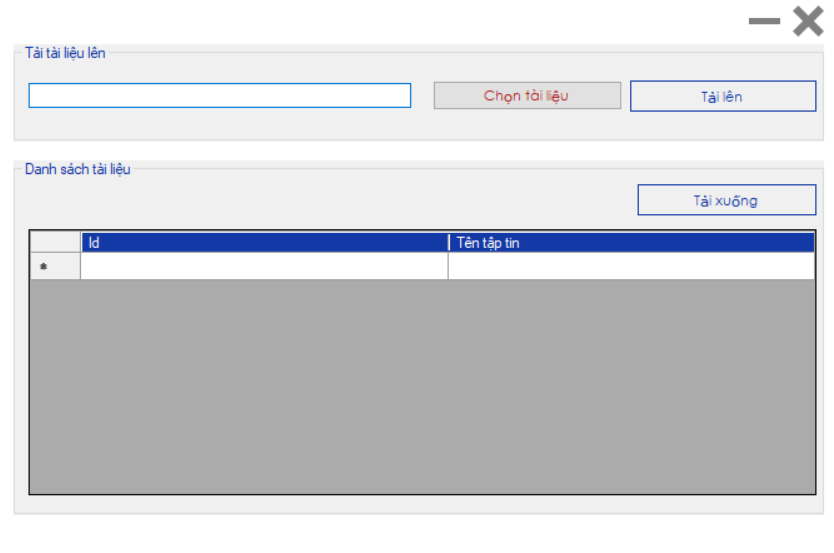 Tải tài liệu lên
Chọn tài liệu
Tải lên
Danh sách tài liệu
Tải xuống
Id Tên tập tin
*